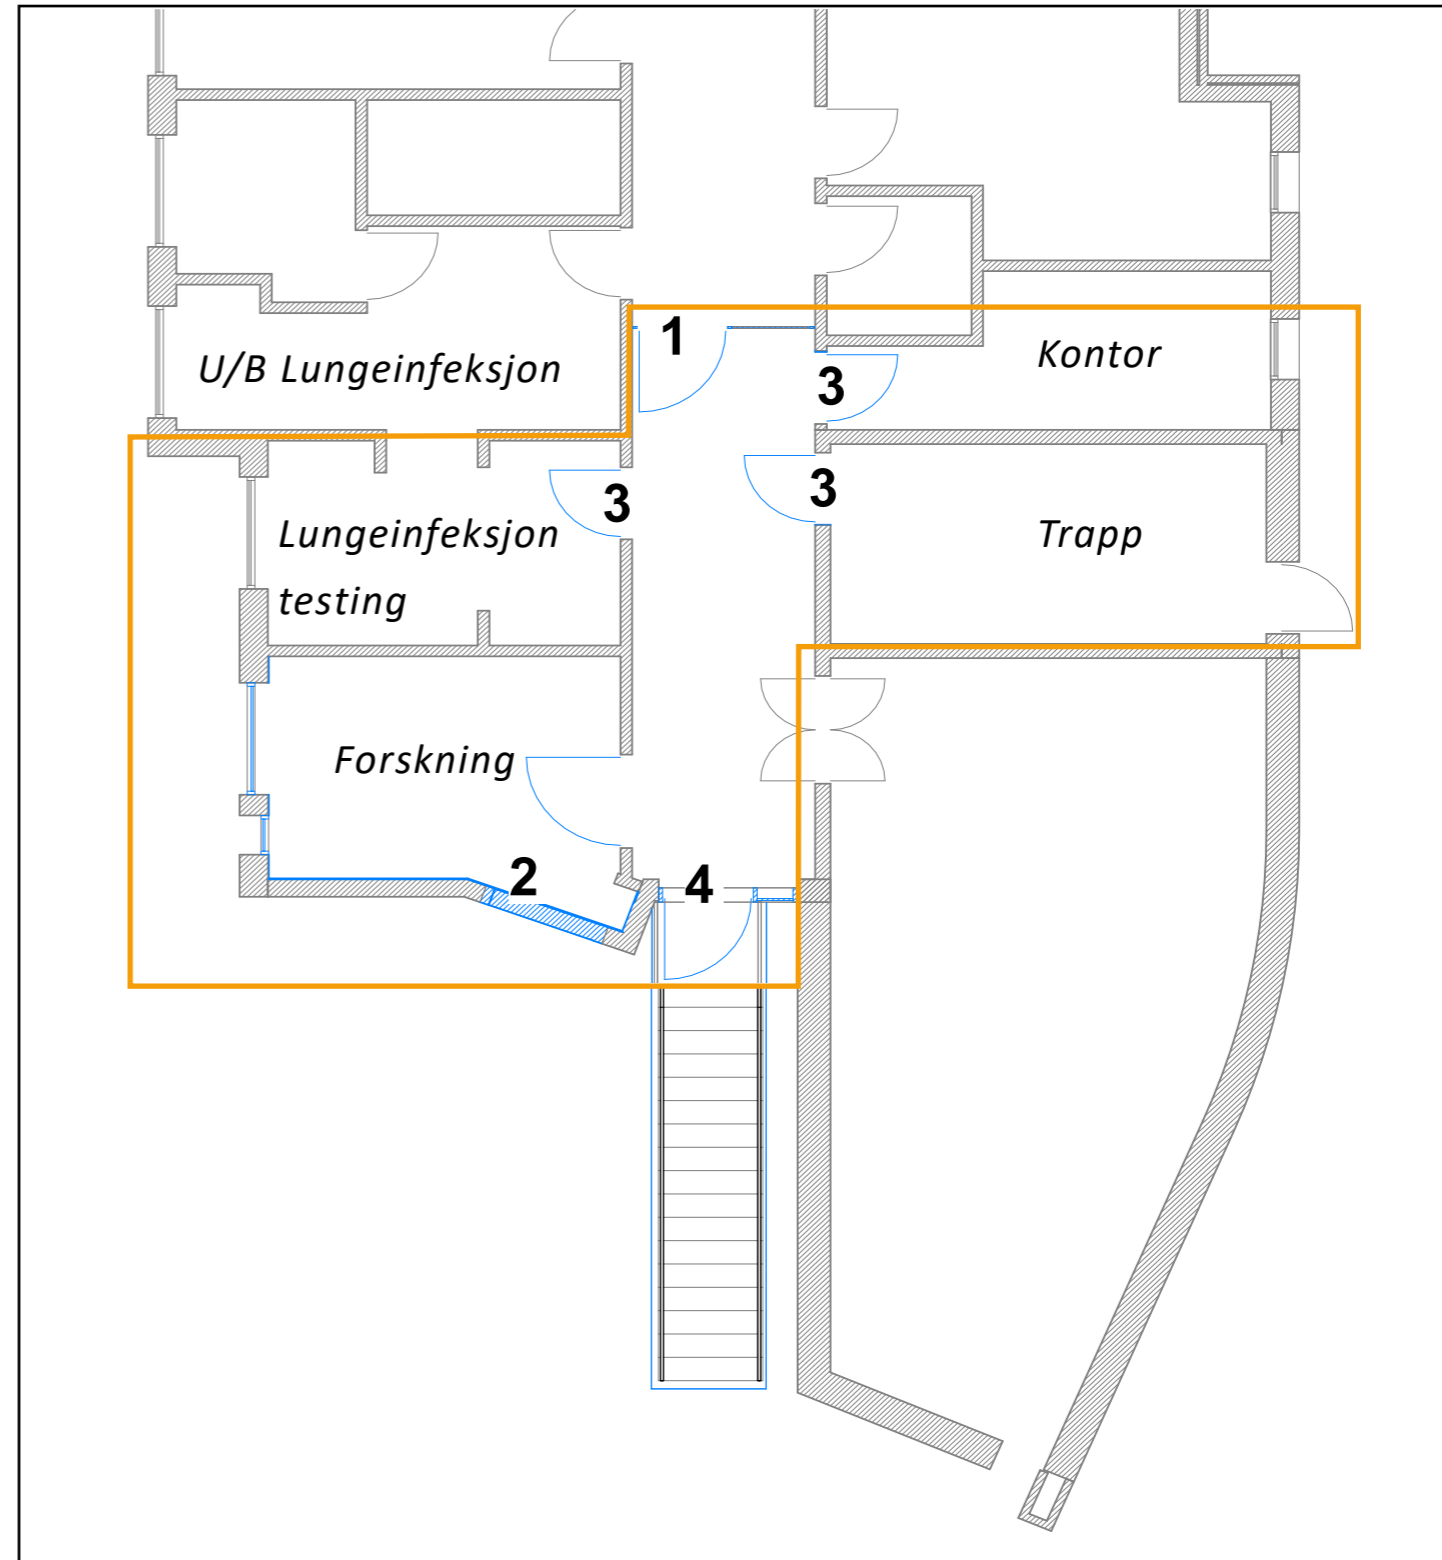 1
U/B Lungeinfeksjon
3
Kontor
3
3
Lungeinfeksjon
testing
Trapp
Forskning
2
4